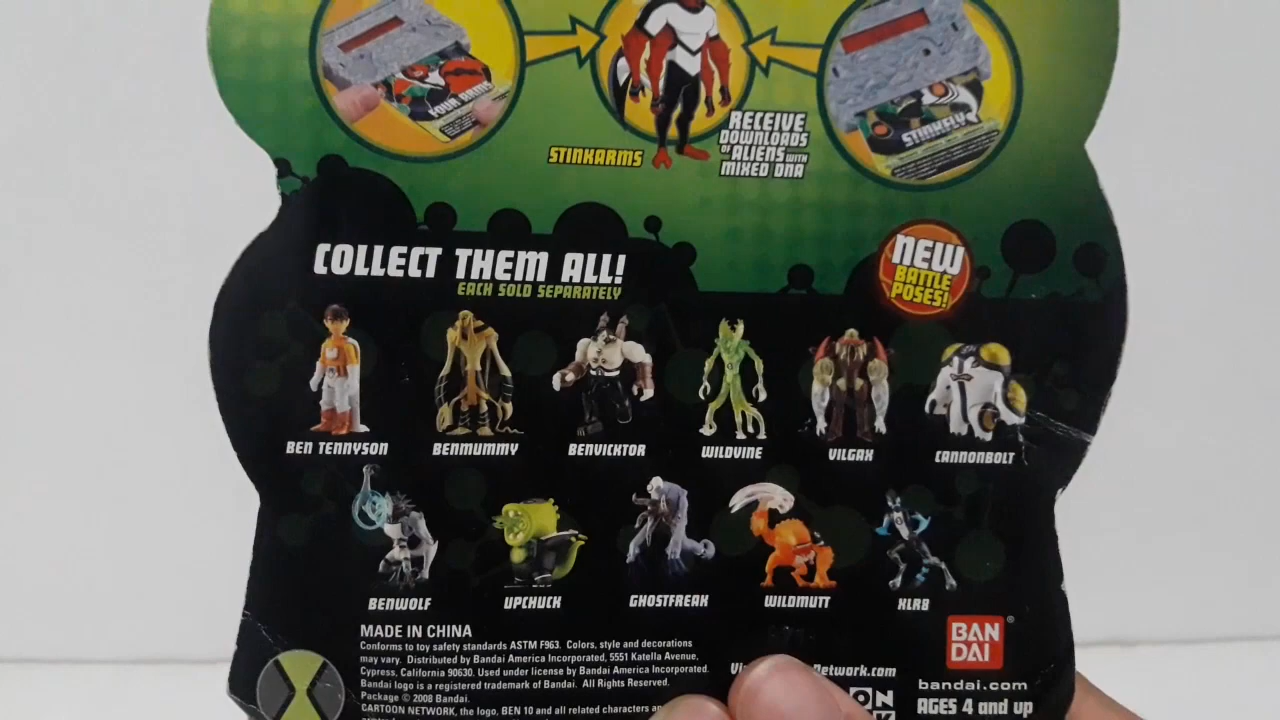 FOUR ARMS
STINKFLY
STINKARMS
RECEIVE
DOWNLOADS
OF ALIENS WITH
MIXED DNA
COLLECT THEM ALL!
EACH SOLD SEPARATELY
NEW
BATTLE
POSES!
BEN TENNYSON
BENMUMMY
BENVICKTOR
WILDVINE
VILGAX
CANNONBOLT
BENWOLF
UPCHUCK
GHOSTFREAK
WILDMUTT
XLR8
MADE IN CHINA
Conforms to toy safety standards ASTM F963. Colors, style and decorations
may vary. Distributed by Bandai America Incorporated, 5551 Katella Avenue,
Cypress, California 90630. Used under license by Bandai America Incorporated.
Bandai logo is a registered trademark of Bandai. All Rights Reserved.
Package © 2008 Bandai.
CARTOON NETWORK, the logo, BEN 10 and all related characters
Network.com
BAN
DAI
®
bandai.com
AGES 4 and up